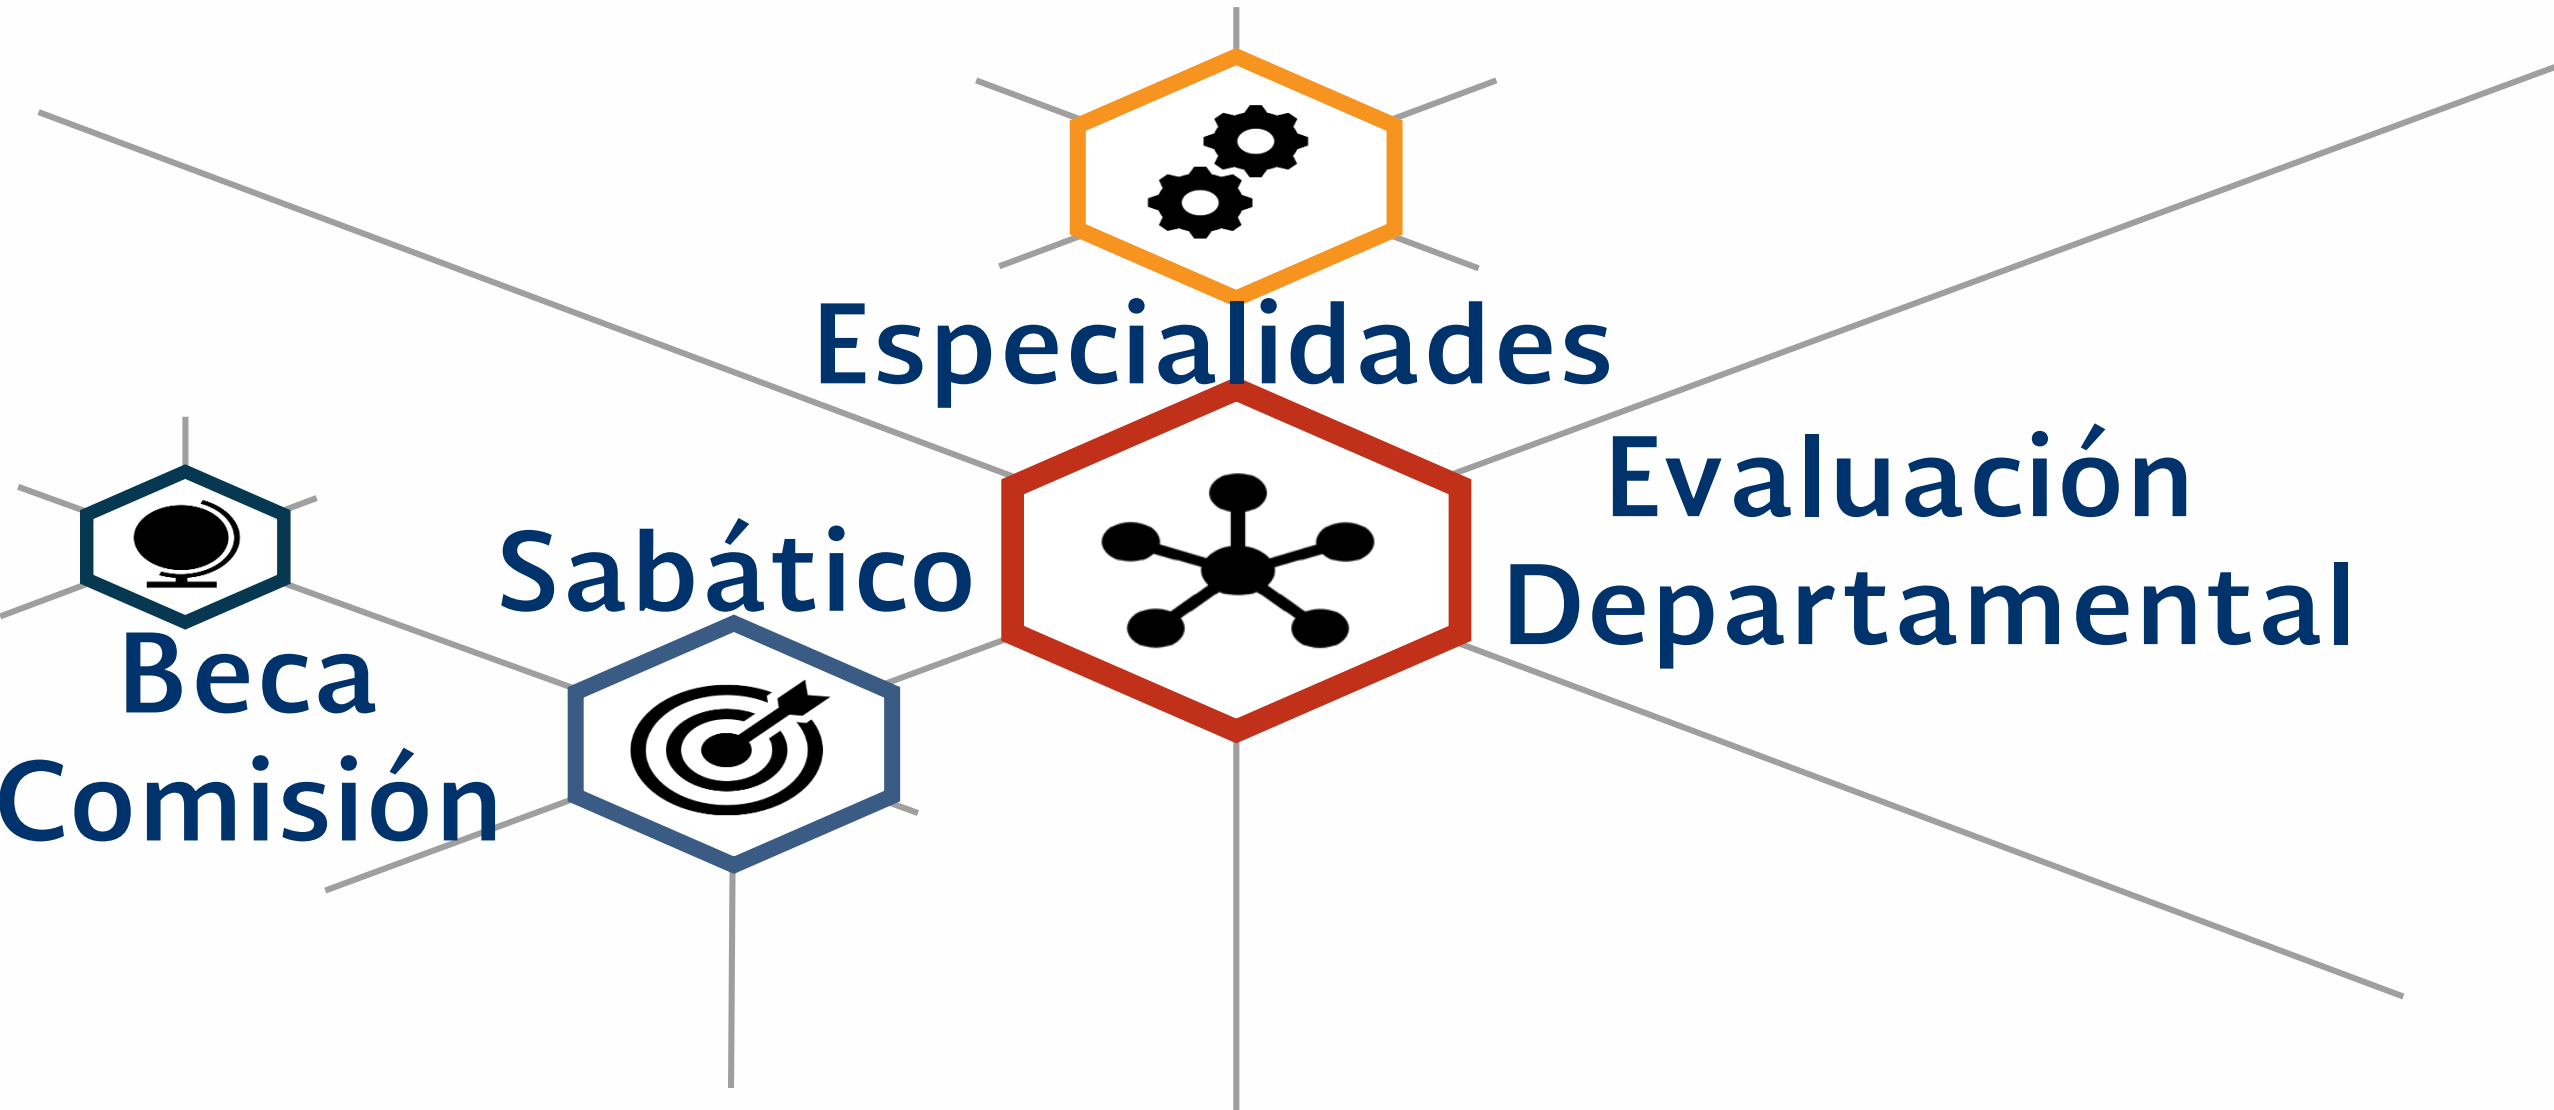 Especialidades
Evaluación
Departamental
Sabático
Beca
Comisión